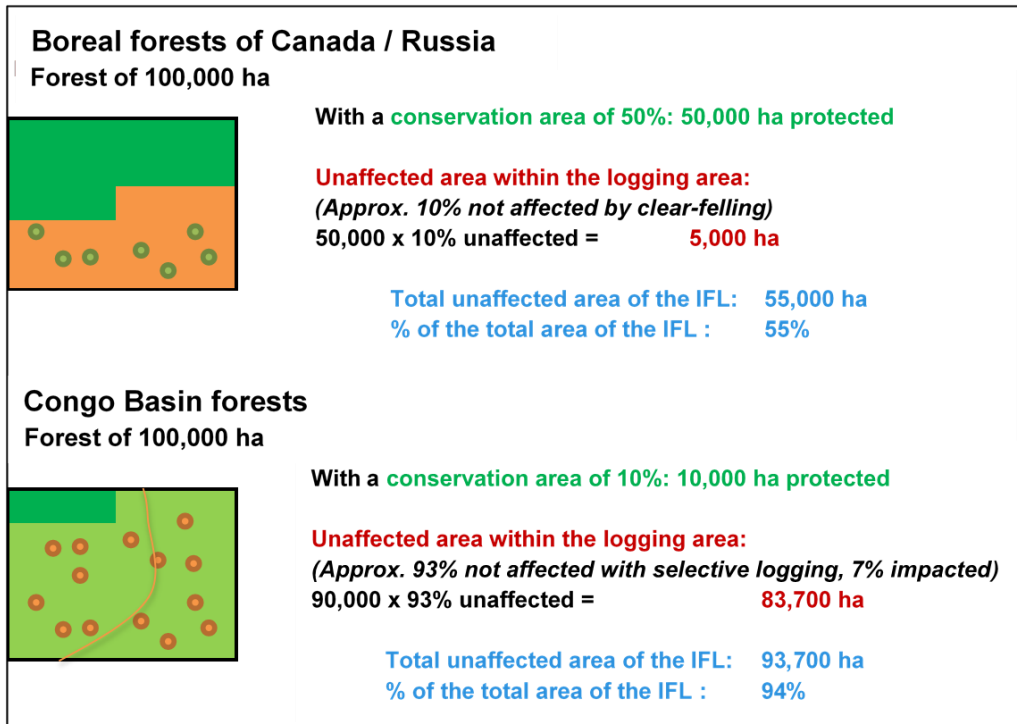 Boreal forests of Canada / Russia
Forest of 100,000 ha
With a conservation area of 50%: 50,000 ha protected
Unaffected area within the logging area:
(Approx. 10% not affected by clear-felling)
50,000 x 10% unaffected = 5,000 ha
Total unaffected area of the IFL: 55,000 ha
% of the total area of the IFL : 55%
Congo Basin forests
Forest of 100,000 ha
With a conservation area of 10%: 10,000 ha protected
Unaffected area within the logging area:
(Approx. 93% not affected with selective logging, 7% impacted)
90,000 x 93% unaffected = 83,700 ha
Total unaffected area of the IFL: 93,700 ha
% of the total area of the IFL : 94%